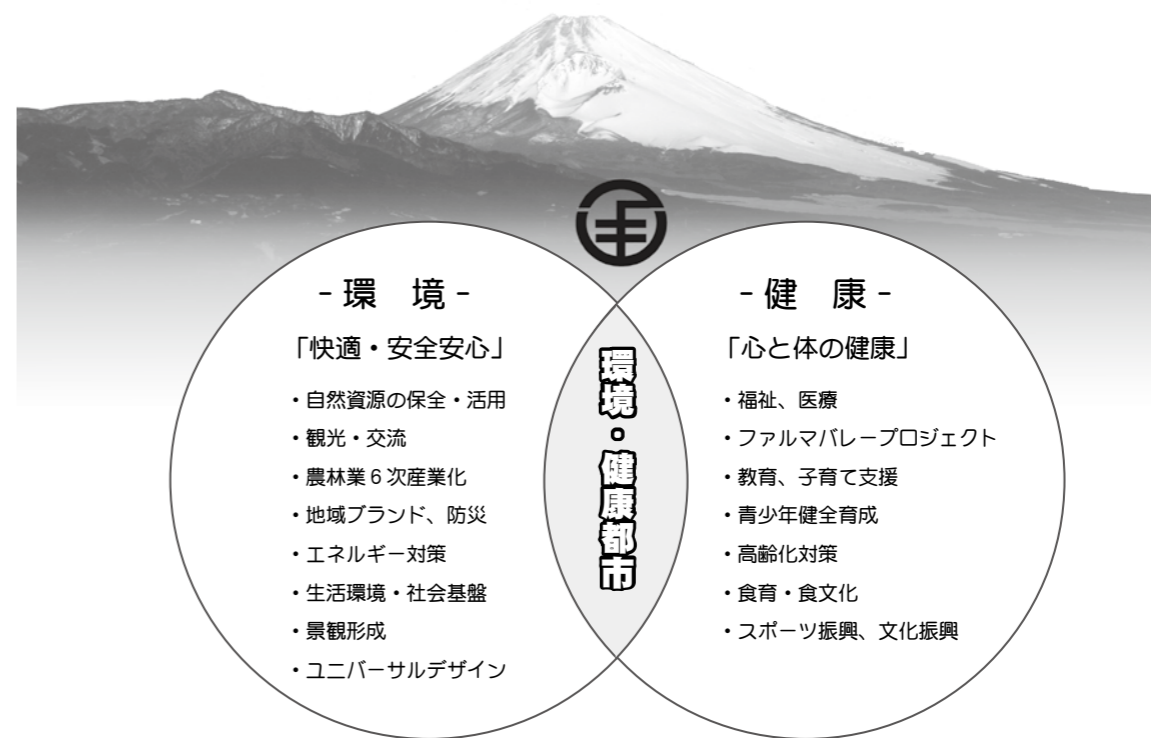 - 環　境 -
「快適・安全安心」
・自然資源の保全・活用
・観光・交流
・農林業６次産業化
・地域ブランド、防災
・エネルギー対策
・生活環境・社会基盤
・景観形成
・ユニバーサルデザイン
環境・健康都市
- 健　康 -
「心と体の健康」
・福祉、医療
・ファルマバレープロジェクト
・教育、子育て支援
・青少年健全育成
・高齢化対策
・食育・食文化
・スポーツ振興、文化振興